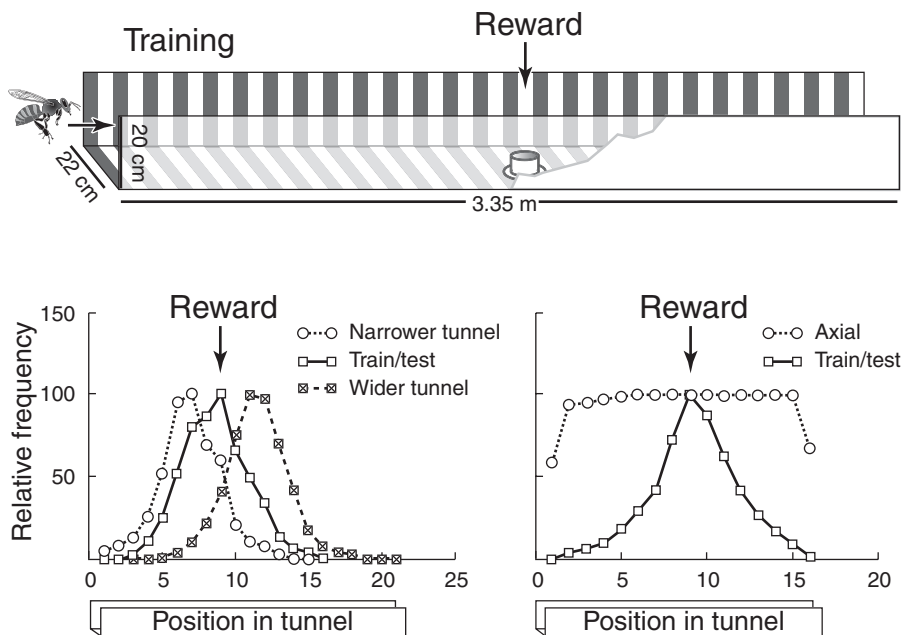 Training
Reward
20 cm
22 cm
3.35 m
Reward
Narrower tunnel
Train/test
Wider tunnel
Relative frequency
150
100
50
0 5 10 15 20 25
Position in tunnel
Reward
Axial
Train/test
0 5 10 15 20
Position in tunnel